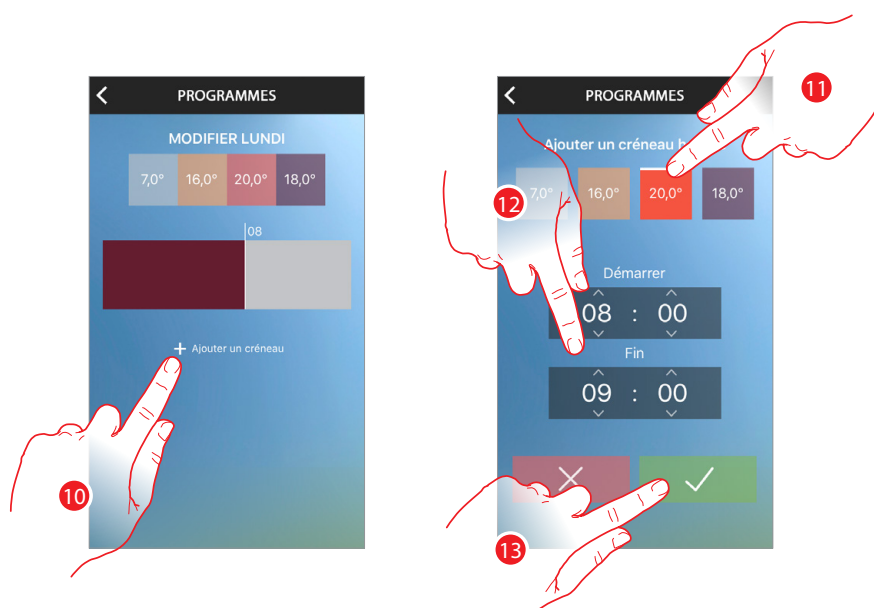 PROGRAMMES
MODIFIER LUNDI
7,0° 16,0° 20,0° 18,0°
08
+ Ajouter un créneau
10
PROGRAMMES
11
Ajouter un créneau
7,0° 16,0° 20,0° 18,0°
12
Démarrer
08 : 00
Fin
09 : 00
13